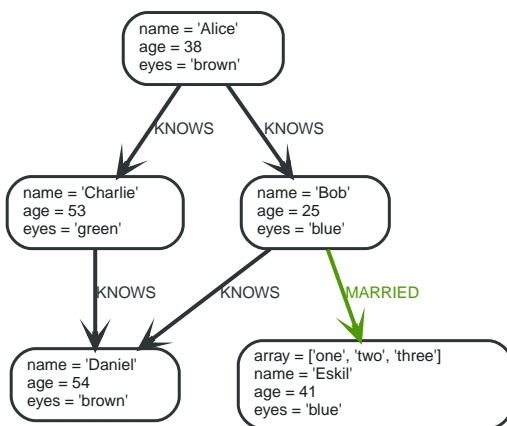 name = 'Alice'
age = 38
eyes = 'brown'
KNOWS
KNOWS
name = 'Charlie'
age = 53
eyes = 'green'
name = 'Bob'
age = 25
eyes = 'blue'
KNOWS
KNOWS
MARRIED
name = 'Daniel'
age = 54
eyes = 'brown'
array = ['one', 'two', 'three']
name = 'Eskil'
age = 41
eyes = 'blue'